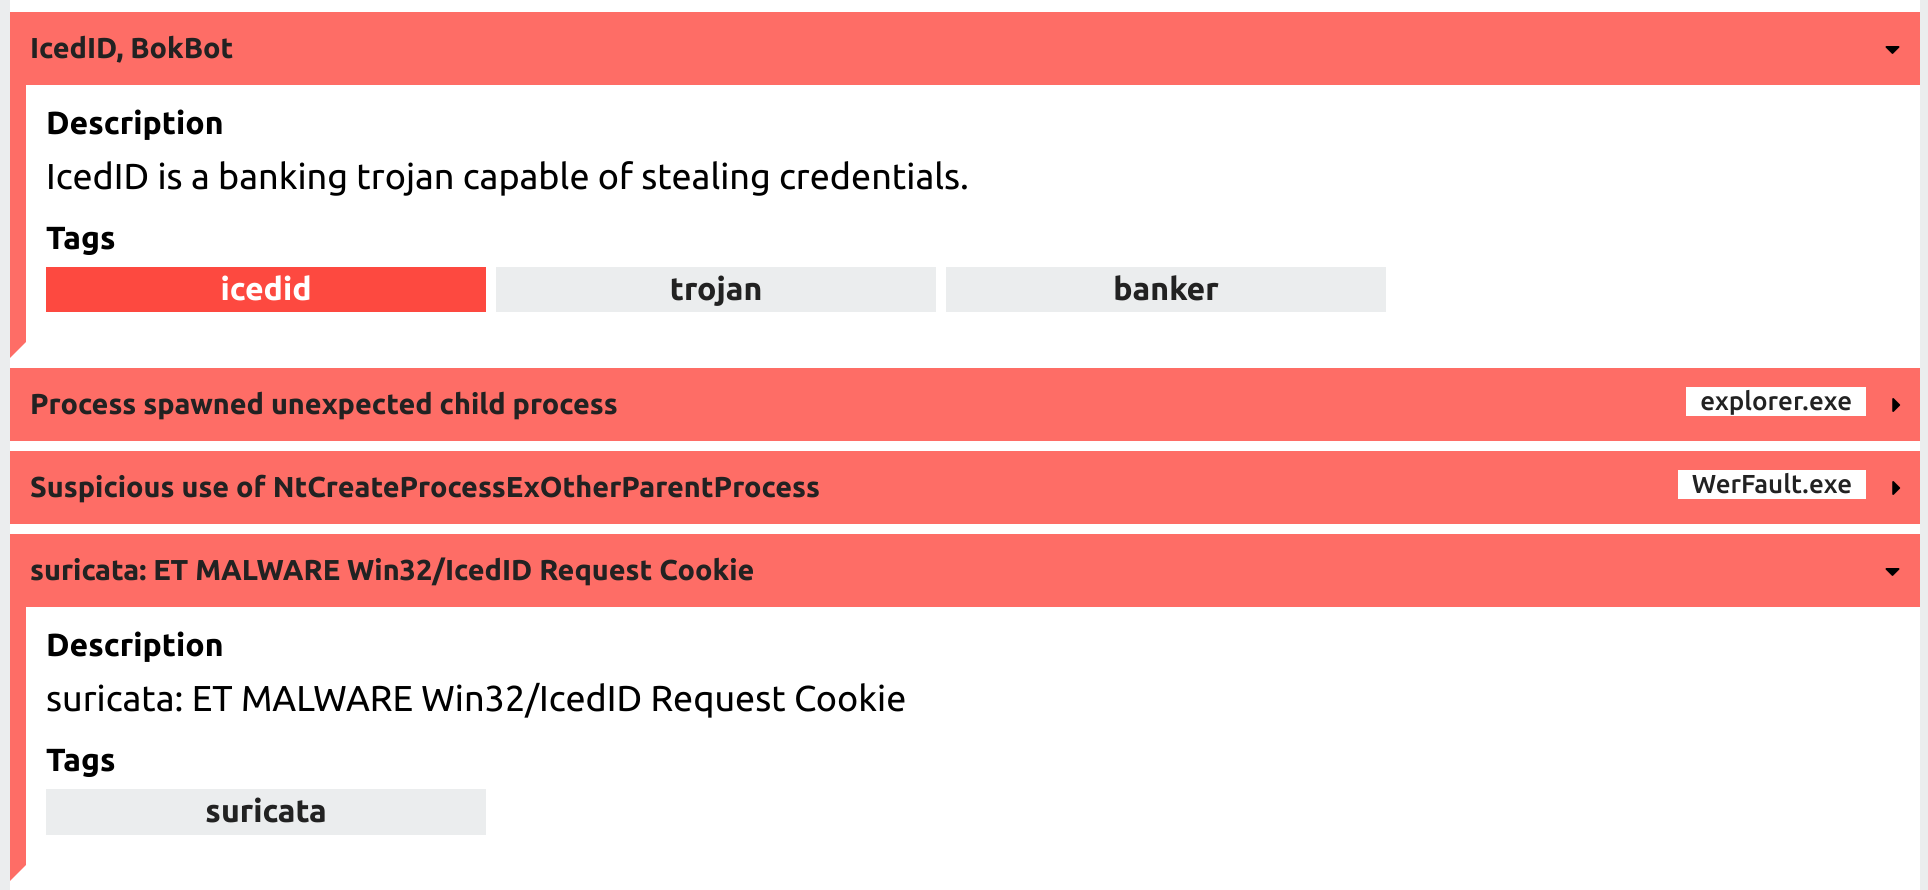 IcedID, BokBot
Description
IcedID is a banking trojan capable of stealing credentials.
Tags
icedid trojan banker
Process spawned unexpected child process explorer.exe
Suspicious use of NtCreateProcessExOtherParentProcess WerFault.exe
suricata: ET MALWARE Win32/IcedID Request Cookie
Description
suricata: ET MALWARE Win32/IcedID Request Cookie
Tags
suricata